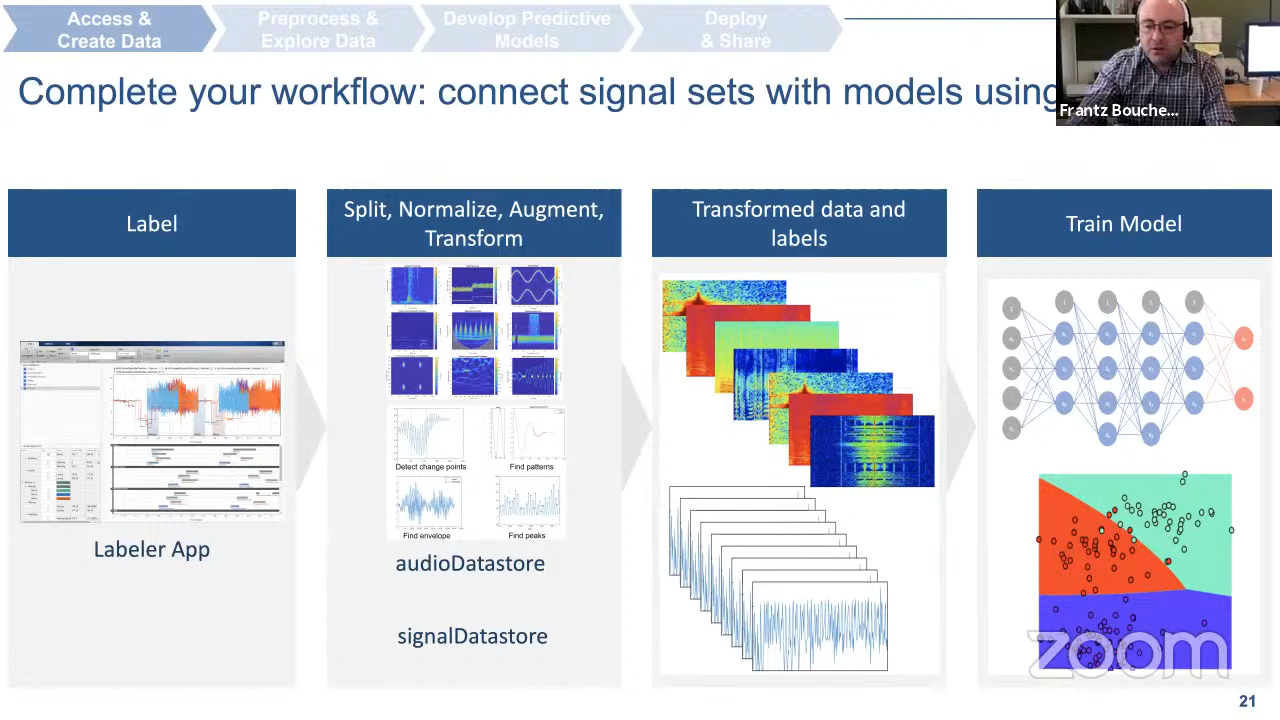 Access &
Create Data
Preprocess &
Explore Data
Develop Predictive
Models
Deploy
& Share
Complete your workflow: connect signal sets with models using
Frantz Bouche...
Label
Split, Normalize, Augment,
Transform
Transformed data and
labels
Train Model
Detect change points
Find patterns
Find envelope
Find peaks
Labeler App
audioDatastore
signalDatastore
zoom
21